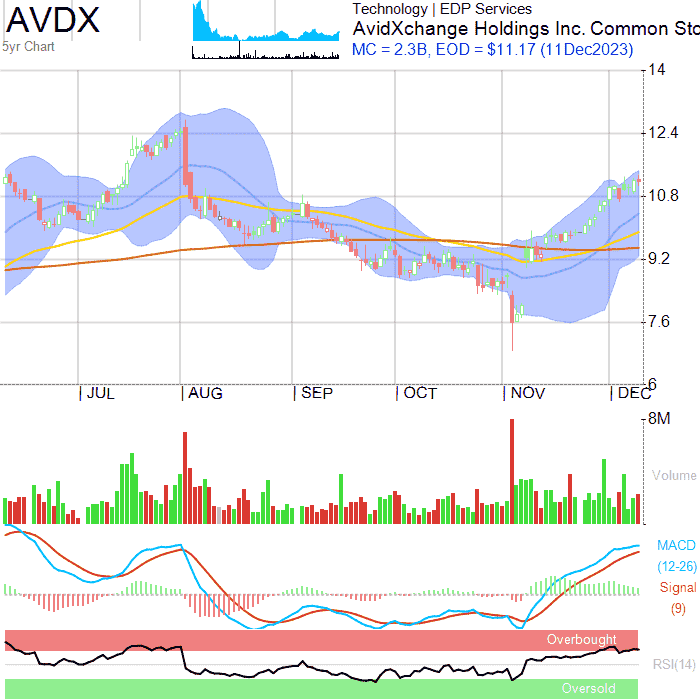 AVDX
5yr Chart
Technology | EDP Services
AvidXchange Holdings Inc. Common Sto
MC = 2.3B, EOD = $11.17 (11Dec2023)
14
12.4
10.8
9.2
7.6
6
JUL AUG SEP OCT NOV DEC
8M
Volume
MACD
(12-26)
Signal
(9)
Overbought
RSI(14)
Oversold